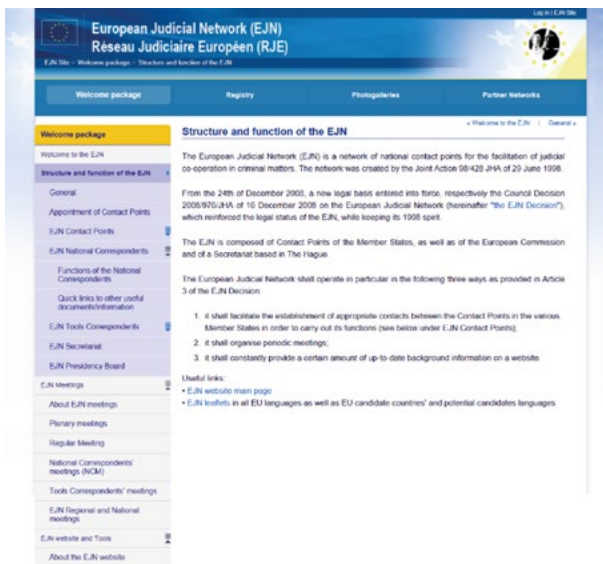 Log in | EJN Site
European Judicial Network (EJN)
Réseau Judiciaire Européen (RJE)
EJN Site - Welcome package - Structure and function of the EJN
Welcome package
Registry
Photogalleries
Partner Networks
« Welcome to the EJN | General »
Welcome package
Welcome to the EJN
Structure and function of the EJN
General
Appointment of Contact Points
EJN Contact Points
EJN National Correspondents
Functions of the National
Correspondents
Quick links to other useful
documents/information
EJN Tools Correspondents
EJN Secretariat
EJN Presidency Board
EJN Meetings
About EJN meetings
Plenary meetings
Regular Meeting
National Correspondents'
meetings (NCM)
Tools Correspondents' meetings
EJN Regional and National
meetings
EJN website and Tools
About the EJN website
Structure and function of the EJN
The European Judicial Network (EJN) is a network of national contact points for the facilitation of judicial
co-operation in criminal matters. The network was created by the Joint Action 98/428 JHA of 29 June 1998.
From the 24th of December 2008, a new legal basis entered into force, respectively the Council Decision
2008/976/JHA of 16 December 2008 on the European Judicial Network (hereinafter "the EJN Decision"),
which reinforced the legal status of the EJN, while keeping its 1998 spirit.
The EJN is composed of Contact Points of the Member States, as well as of the European Commission
and of a Secretariat based in The Hague.
The European Judicial Network shall operate in particular in the following three ways as provided in Article
3 of the EJN Decision:
1. it shall facilitate the establishment of appropriate contacts between the Contact Points in the various
Member States in order to carry out its functions (see below under EJN Contact Points);
2. it shall organise periodic meetings;
3. it shall constantly provide a certain amount of up-to-date background information on a website.
Useful links:
• EJN website main page
• EJN leaflets in all EU languages as well as EU candidate countries' and potential candidates languages